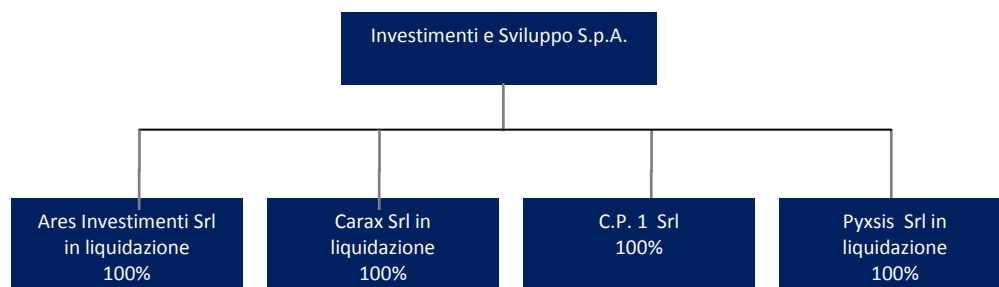 Investimenti e Sviluppo S.p.A.
Ares Investimenti Srl
in liquidazione
100%
Carax Srl in
liquidazione
100%
C.P. 1 Srl
100%
Pyxsis Srl in
liquidazione
100%